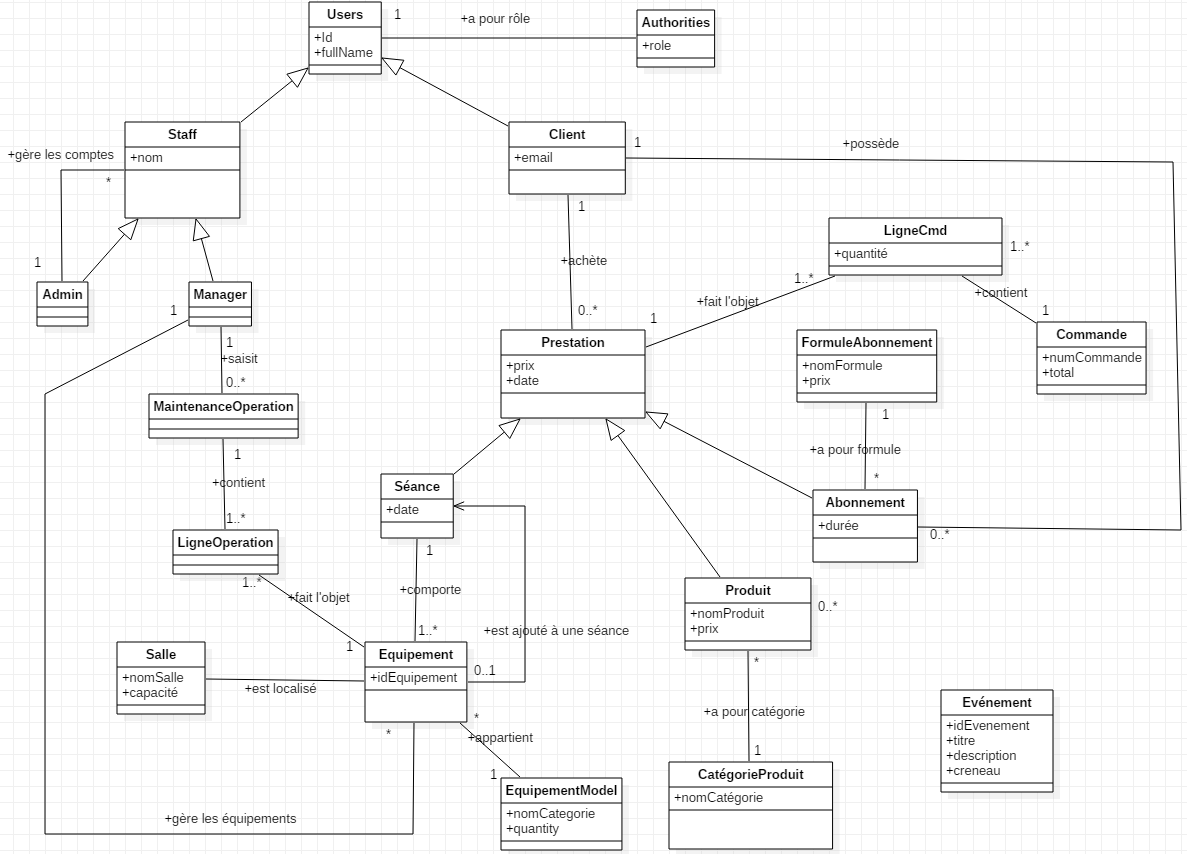 Users
+Id
+fullName
1
+a pour rôle
Authorities
+role
Staff
+nom
+gère les comptes
*
1
Client
+email
1
+possède
1
+achète
0..*
LigneCmd
+quantité
1..*
1..*
+fait l'objet
1
+contient
1
Admin
Manager
1
1
+saisit
0..*
Prestation
+prix
+date
FormuleAbonnement
+nomFormule
+prix
Commande
+numCommande
+total
MaintenanceOperation
1
+contient
1..*
1
+a pour formule
*
Séance
+date
Abonnement
+durée
0..*
LigneOperation
1..*
+fait l'objet
1
1
+comporte
1..*
+est ajouté à une séance
0..1
Produit
+nomProduit
+prix
0..*
*
+a pour catégorie
1
Salle
+nomSalle
+capacité
+est localisé
Equipement
+idEquipement
*
*
+appartient
1
+gère les équipements
EquipementModel
+nomCategorie
+quantity
CatégorieProduit
+nomCatégorie
Evénement
+idEvenement
+titre
+description
+creneau